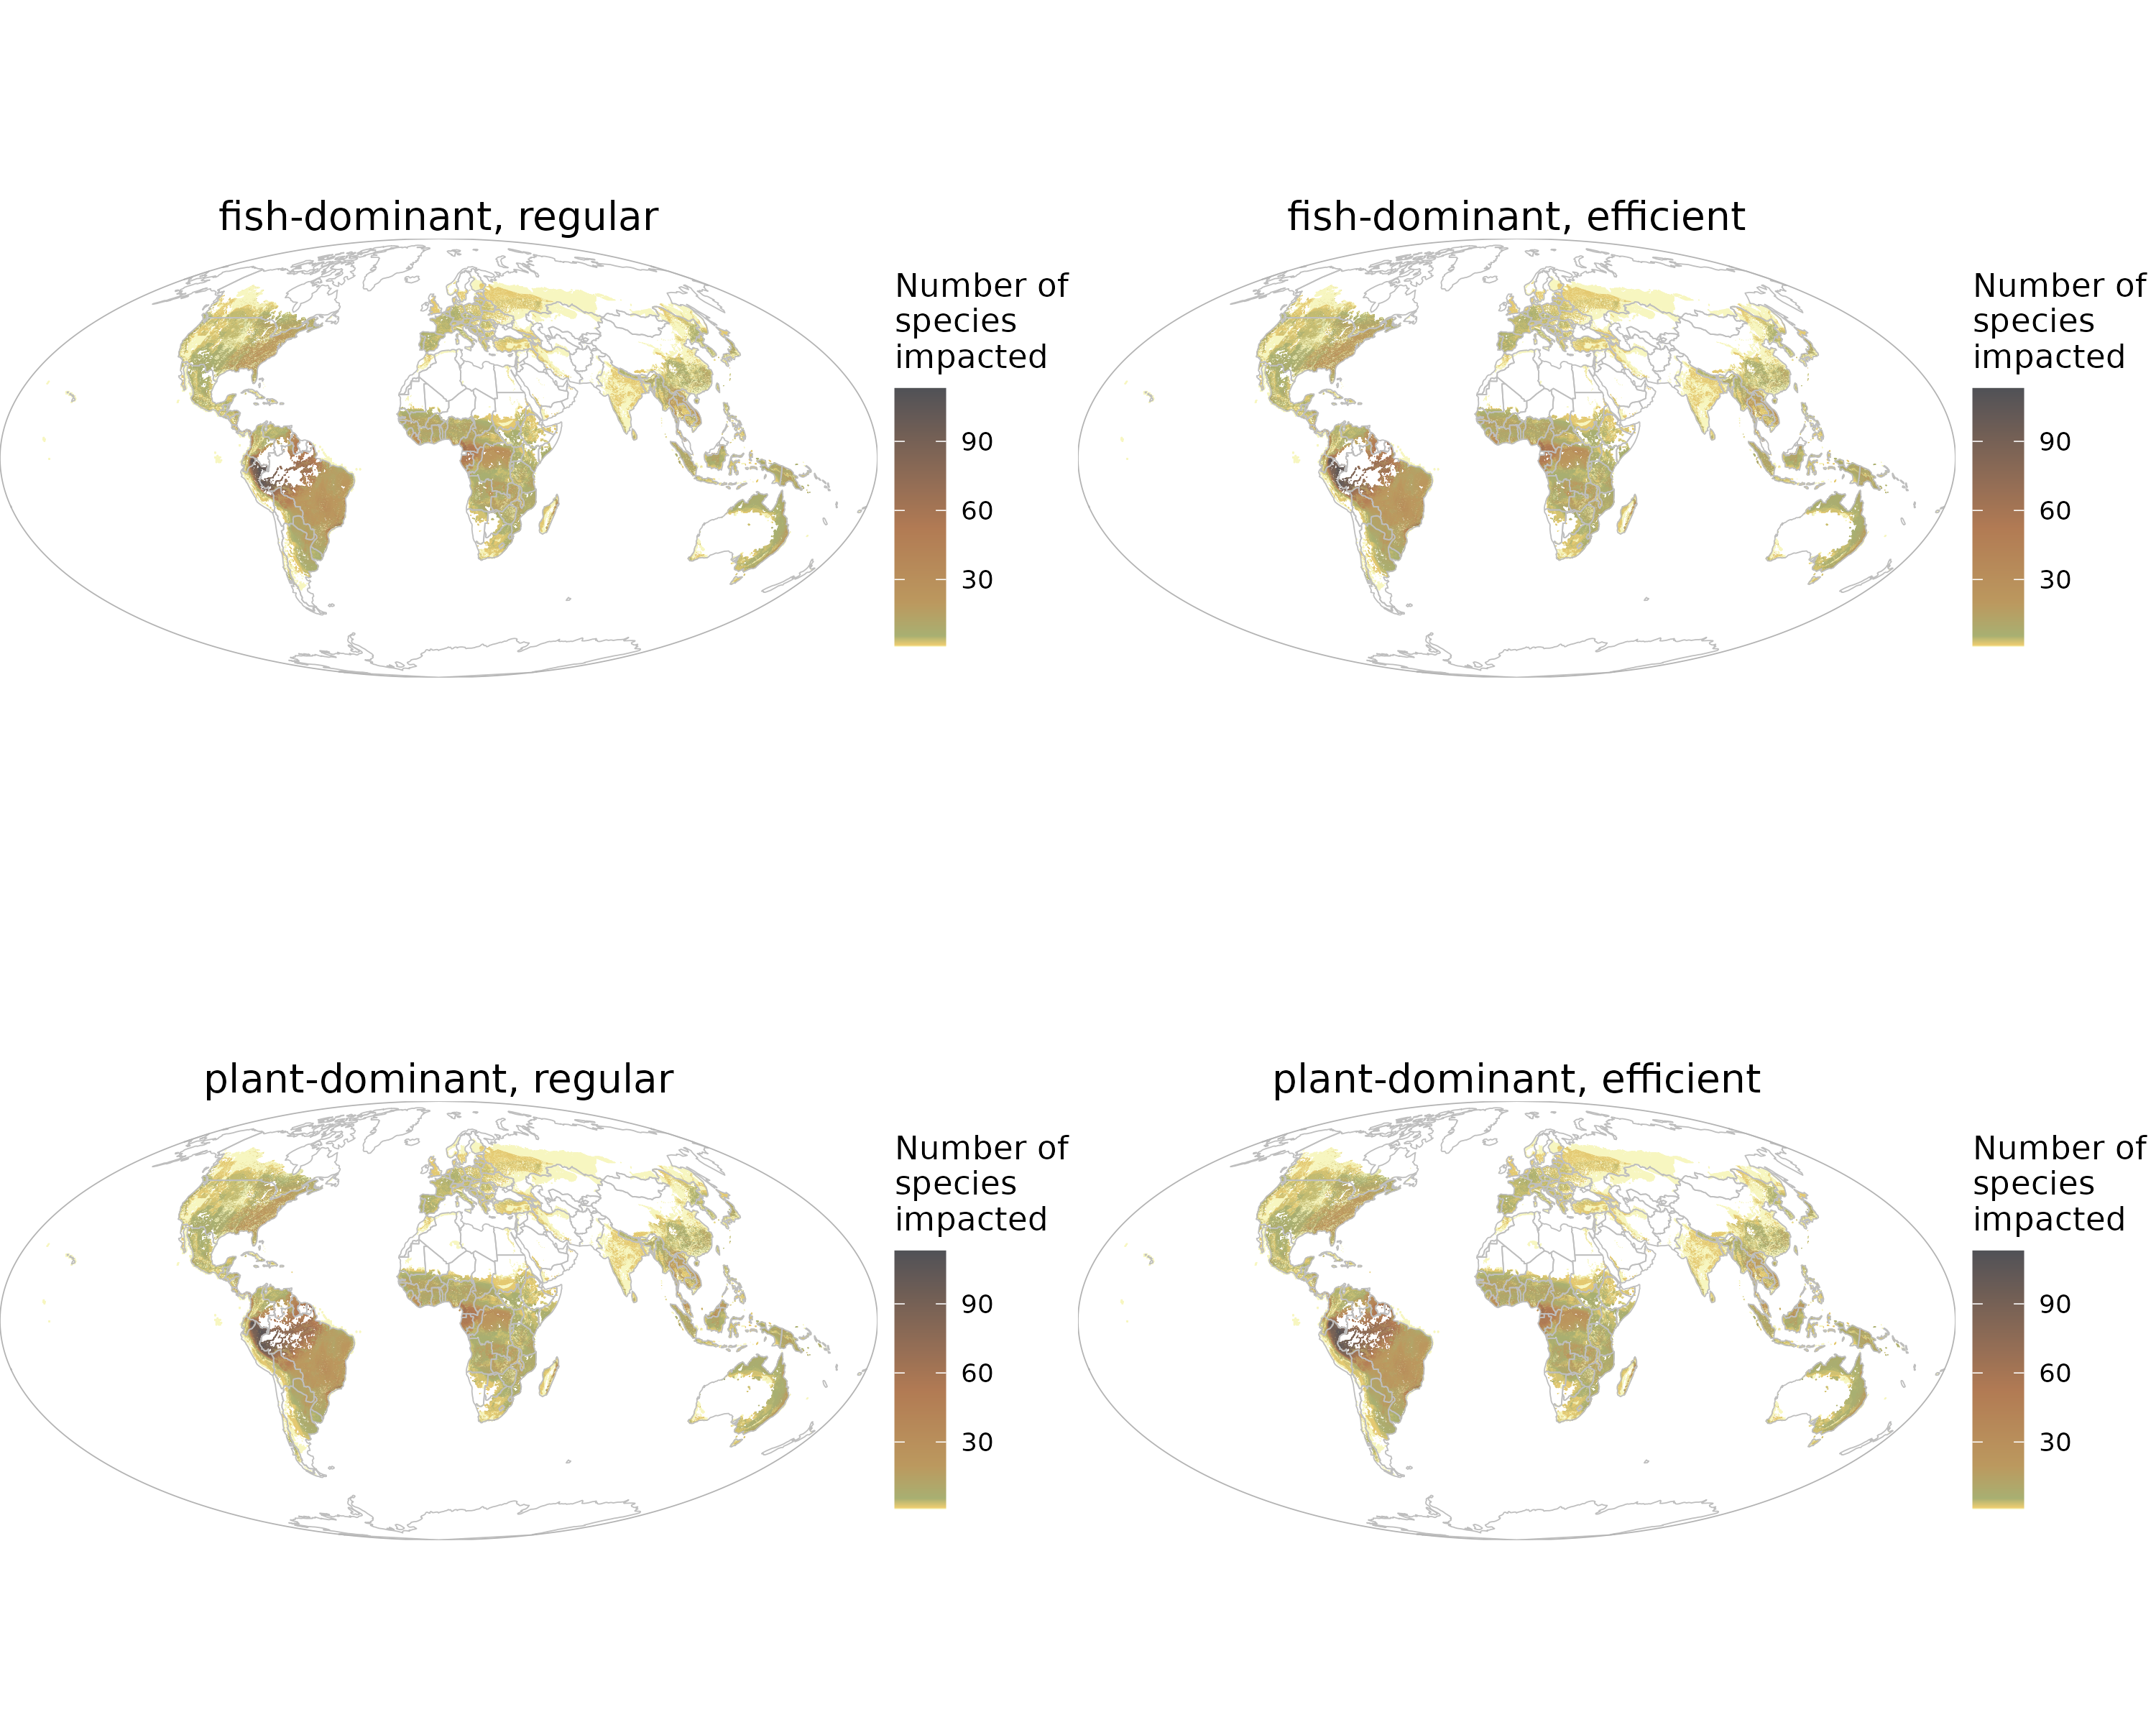 fish-dominant, regular
Number of
species
impacted
90
60
30
fish-dominant, efficient
Number of
species
impacted
90
60
30
plant-dominant, regular
Number of
species
impacted
90
60
30
plant-dominant, efficient
Number of
species
impacted
90
60
30